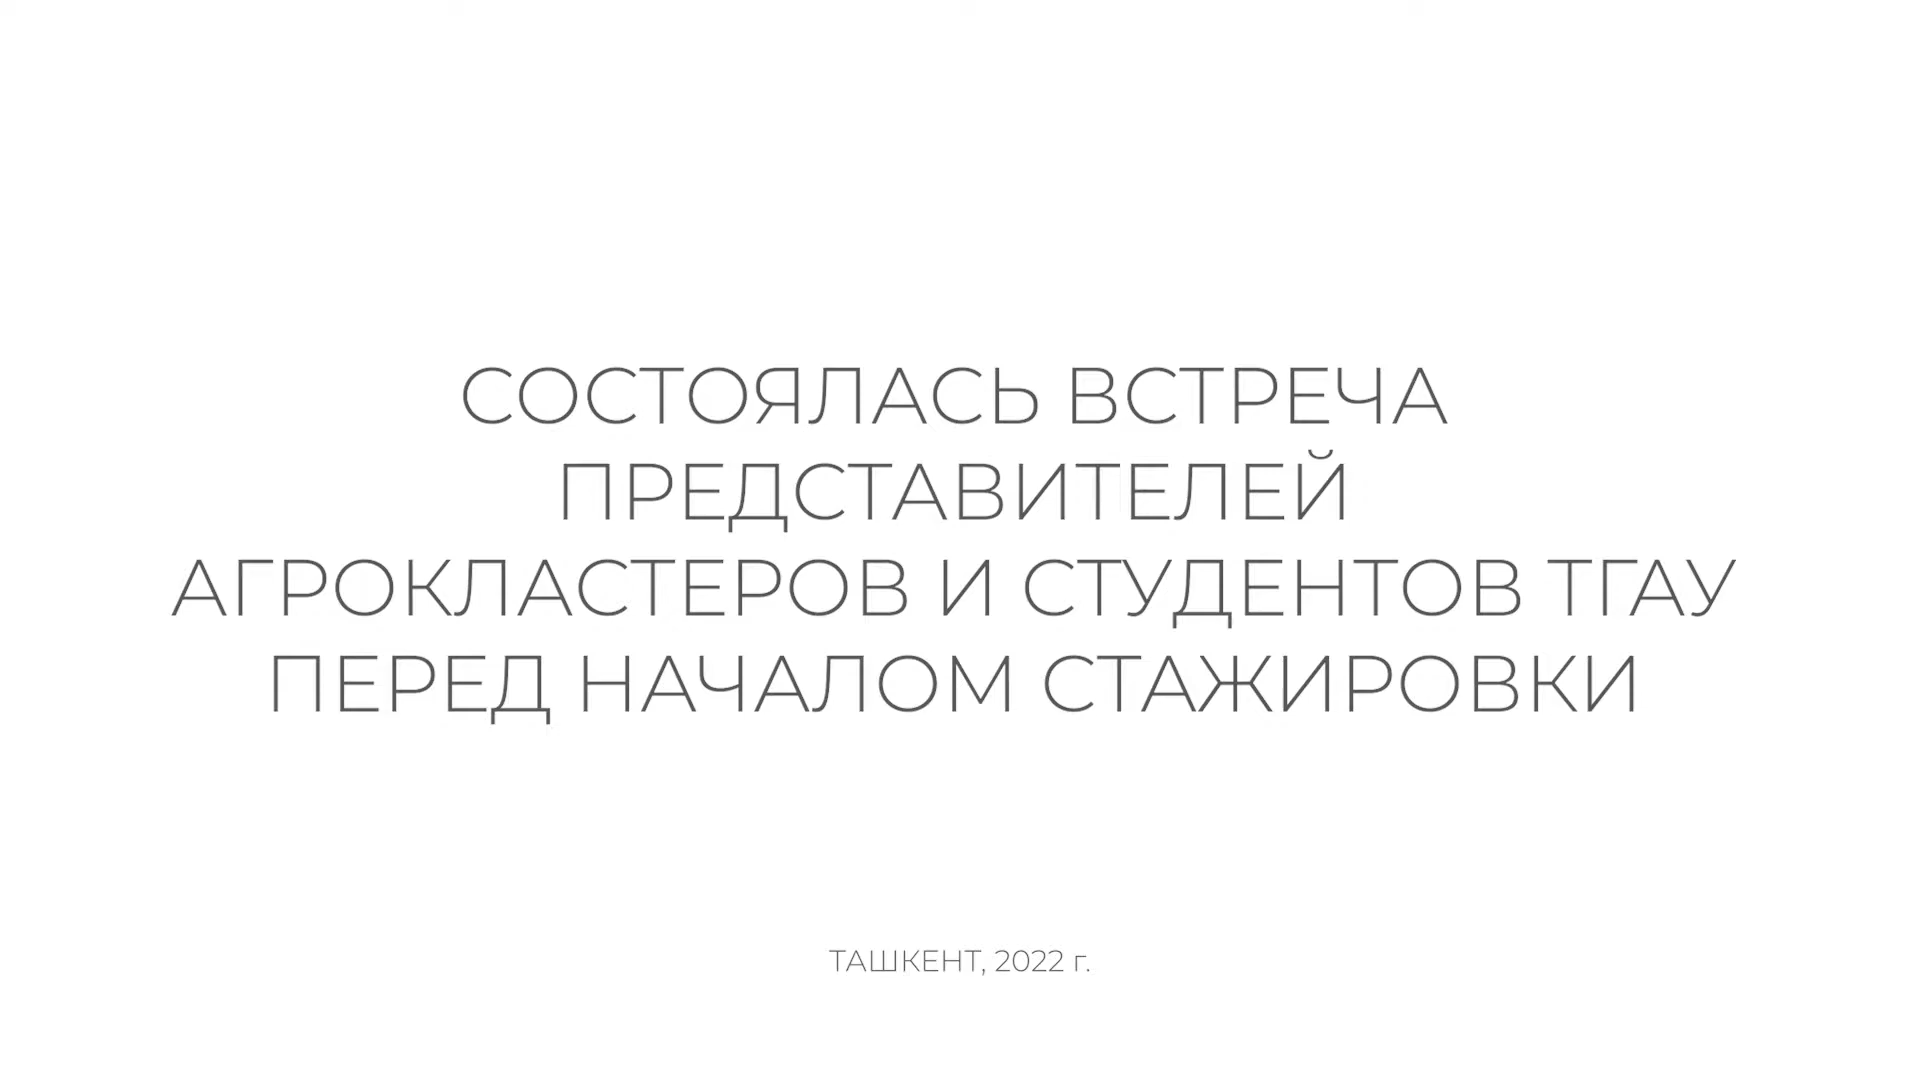 СОСТОЯЛАСЬ ВСТРЕЧА
ПРЕДСТАВИТЕЛЕЙ
АГРОКЛАСТЕРОВ И СТУДЕНТОВ ТГАУ
ПЕРЕД НАЧАЛОМ СТАЖИРОВКИ
ТАШКЕНТ, 2022 г.